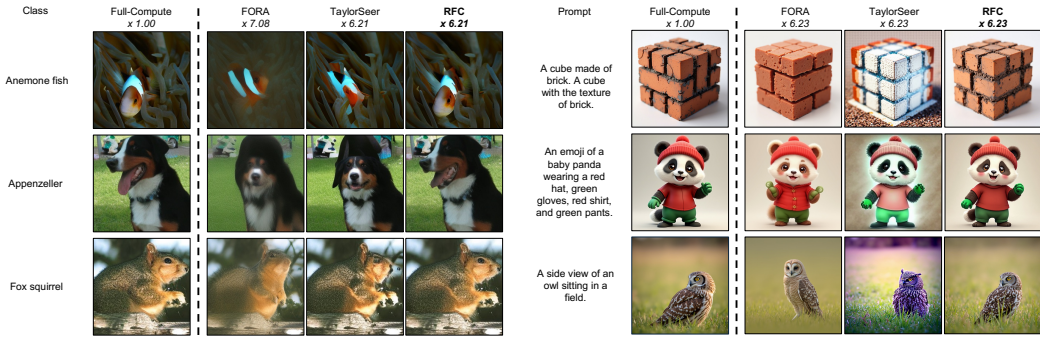 Class
Full-Compute
x 1.00
FORA
x 7.08
TaylorSeer
x 6.21
RFC
x 6.21
Anemone fish
Appenzeller
Fox squirrel
Prompt
Full-Compute
x 1.00
FORA
x 6.23
TaylorSeer
x 6.23
RFC
x 6.23
A cube made of
brick. A cube
with the texture
of brick.
An emoji of a
baby panda
wearing a red
hat, green
gloves, red shirt,
and green pants.
A side view of an
owl sitting in a
field.